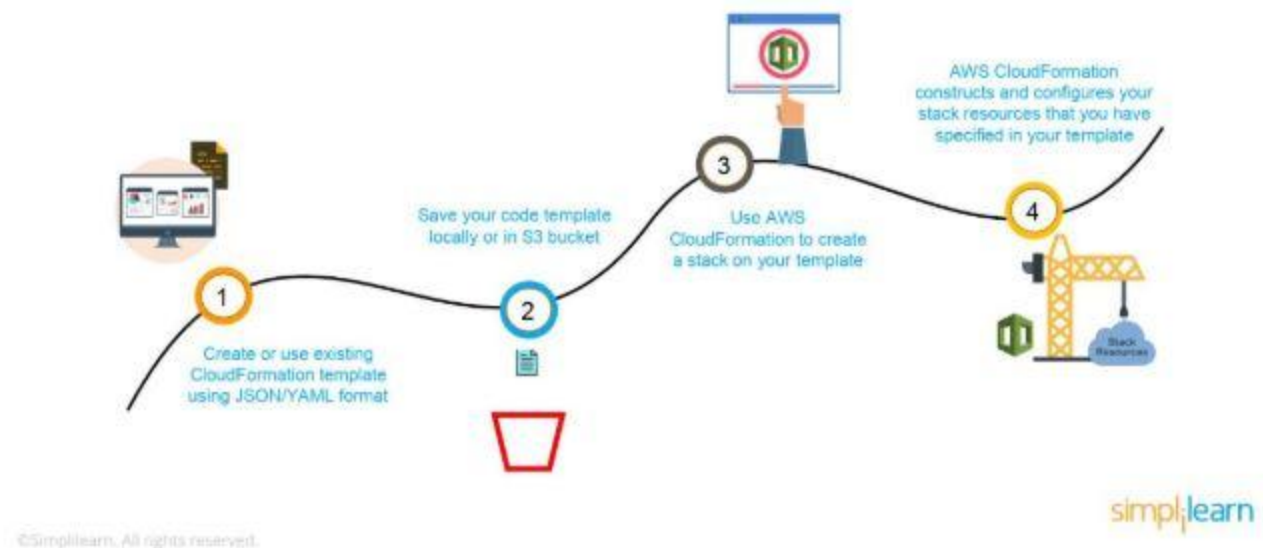 1
Create or use existing
CloudFormation template
using JSON/YAML format
Save your code template
locally or in S3 bucket
2
3
Use AWS
CloudFormation to create
a stack on your template
AWS CloudFormation
constructs and configures your
stack resources that you have
specified in your template
4
Stack
Resources
simplilearn
©Simplilearn. All rights reserved.